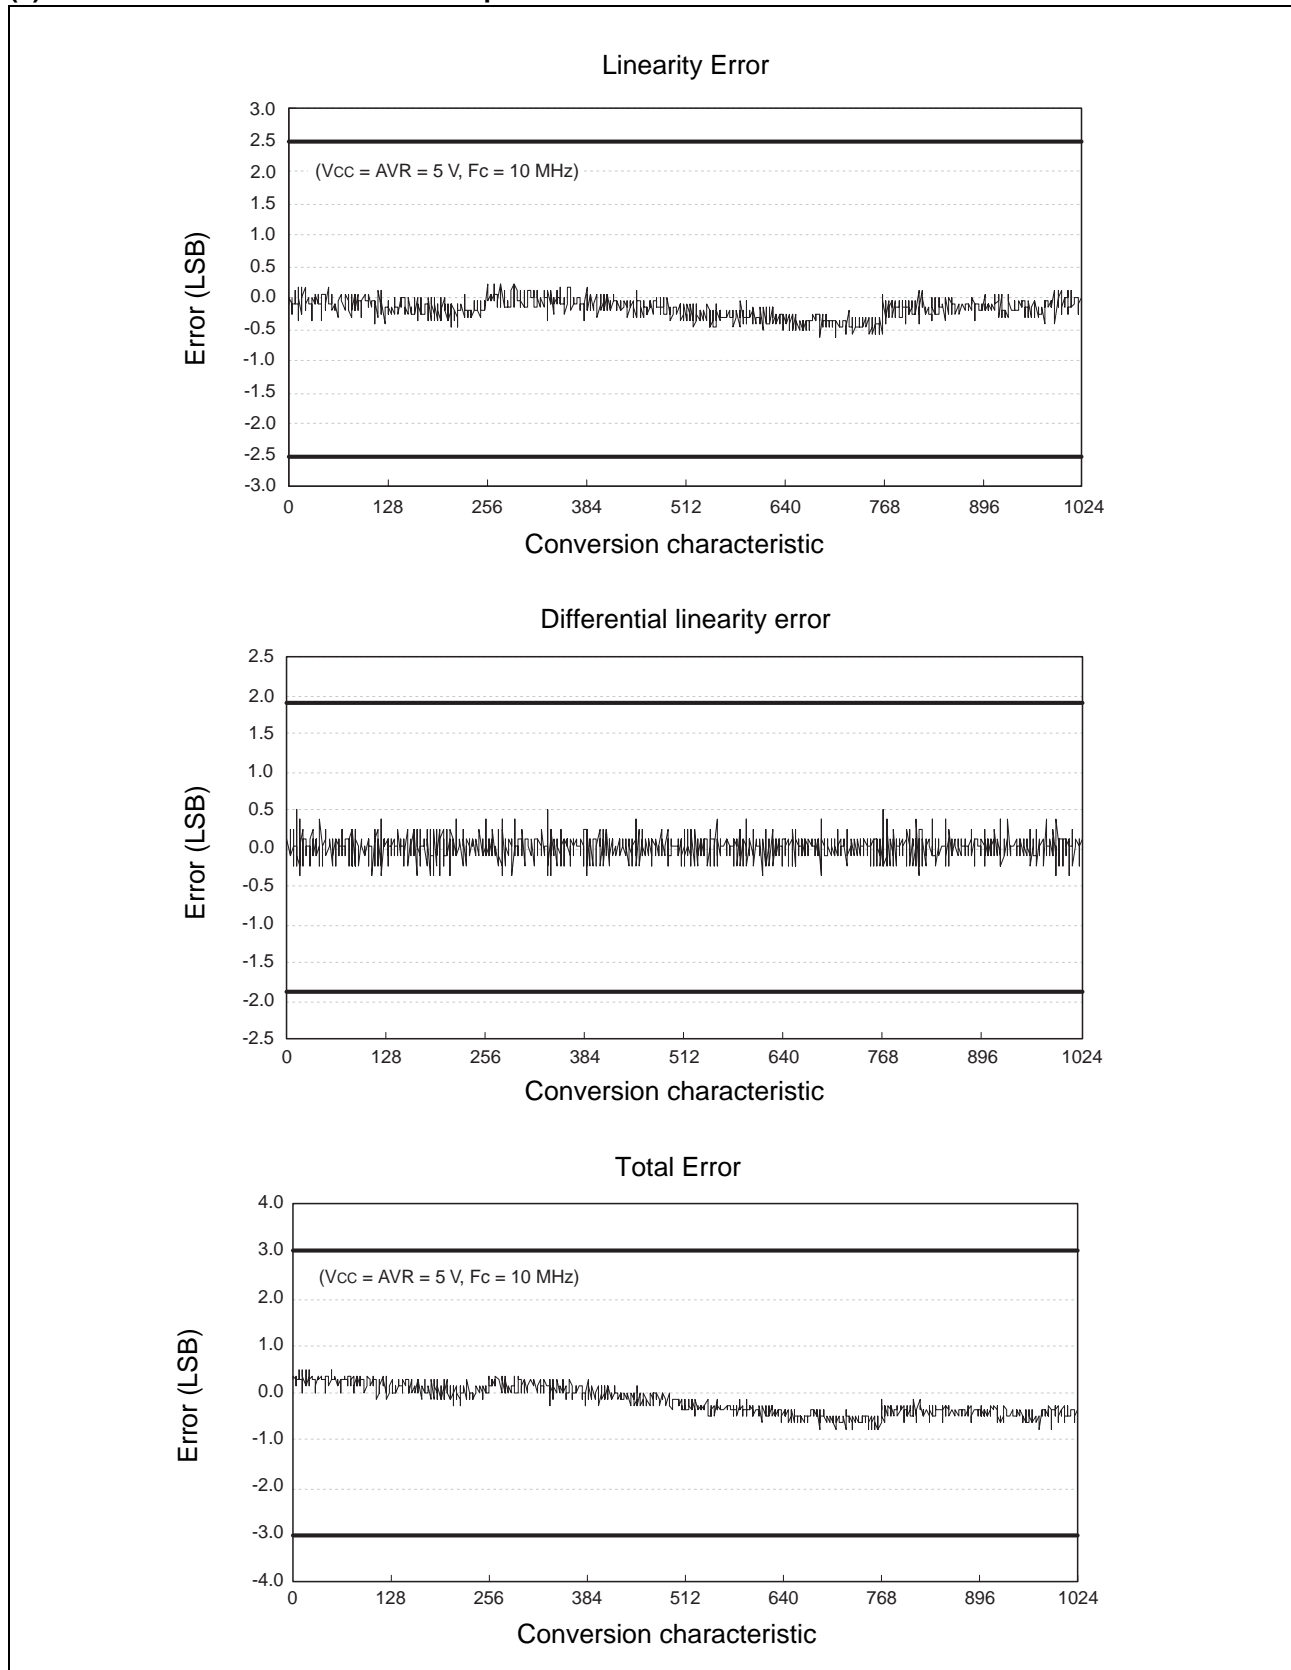 Linearity Error
3.0
2.5
2.0
1.5
1.0
0.5
0.0
-0.5
-1.0
-1.5
-2.0
-2.5
-3.0
(VCC = AVR = 5 V, FC = 10 MHz)
Error (LSB)
0 128 256 384 512 640 768 896 1024
Conversion characteristic
Differential linearity error
2.5
2.0
1.5
1.0
0.5
0.0
-0.5
-1.0
-1.5
-2.0
-2.5
Error (LSB)
0 128 256 384 512 640 768 896 1024
Conversion characteristic
Total Error
4.0
3.0
2.0
1.0
0.0
-1.0
-2.0
-3.0
-4.0
(VCC = AVR = 5 V, FC = 10 MHz)
Error (LSB)
0 128 256 384 512 640 768 896 1024
Conversion characteristic